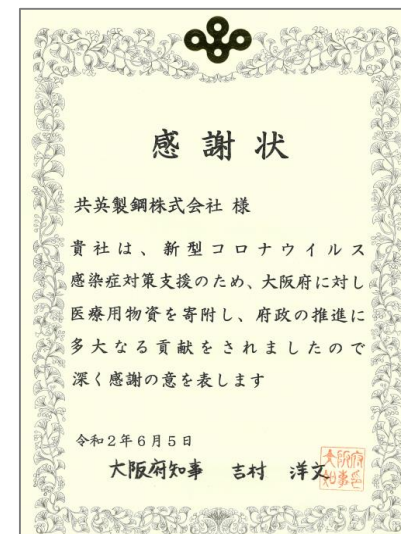 感謝状
共英製鋼株式会社 様
貴社は、新型コロナウイルス
感染症対策支援のため、大阪府に対し
医療用物資を寄附し、府政の推進に
多大なる貢献をされましたので
深く感謝の意を表します
令和2年6月5日
大阪府知事 吉村 洋文